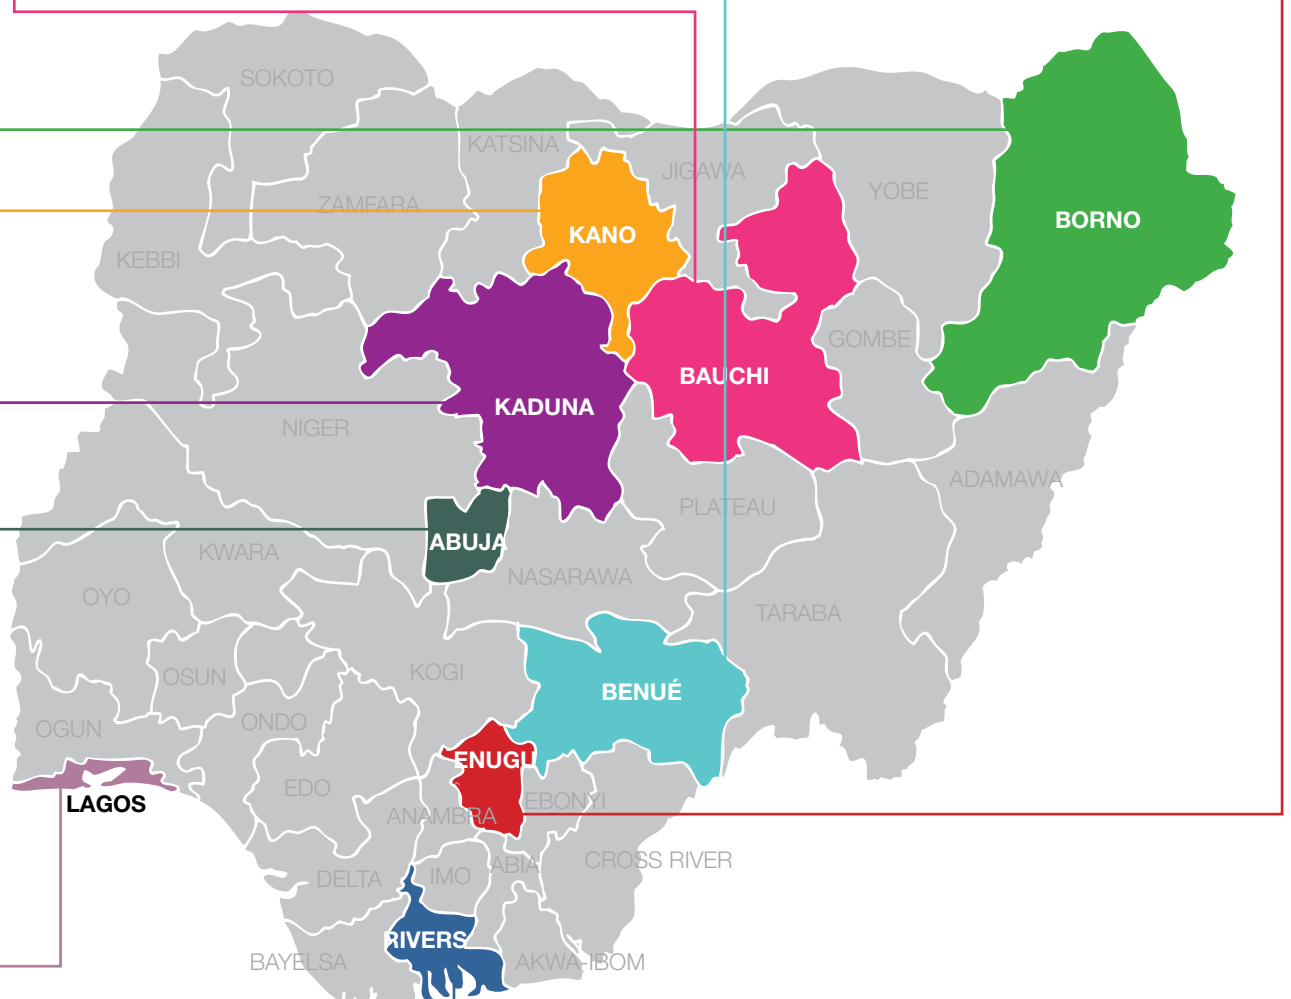 SOKOTO
KATSINA
JIGAWA
YOBE
ZAMFARA
BORNO
KANO
KEBBI
GOMBE
BAUCHI
KADUNA
NIGER
ADAMAWA
PLATEAU
ABUJA
KWARA
NASARAWA
OYO
TARABA
KOGI
OSUN
BENUÉ
ONDO
OGUN
ENUGU
EDO
EBONYI
LAGOS
ANAMBRA
CROSS RIVER
ABIA
IMO
DELTA
RIVERS
BAYELSA
AKWA-IBOM